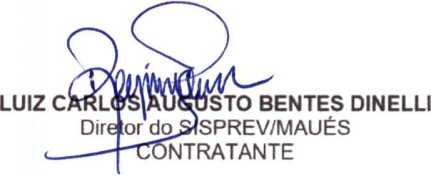 LUIZ CARLOS AUGUSTO BENTES DINELLI
Diretor do SISPREV/MAUÉS
CONTRATANTE